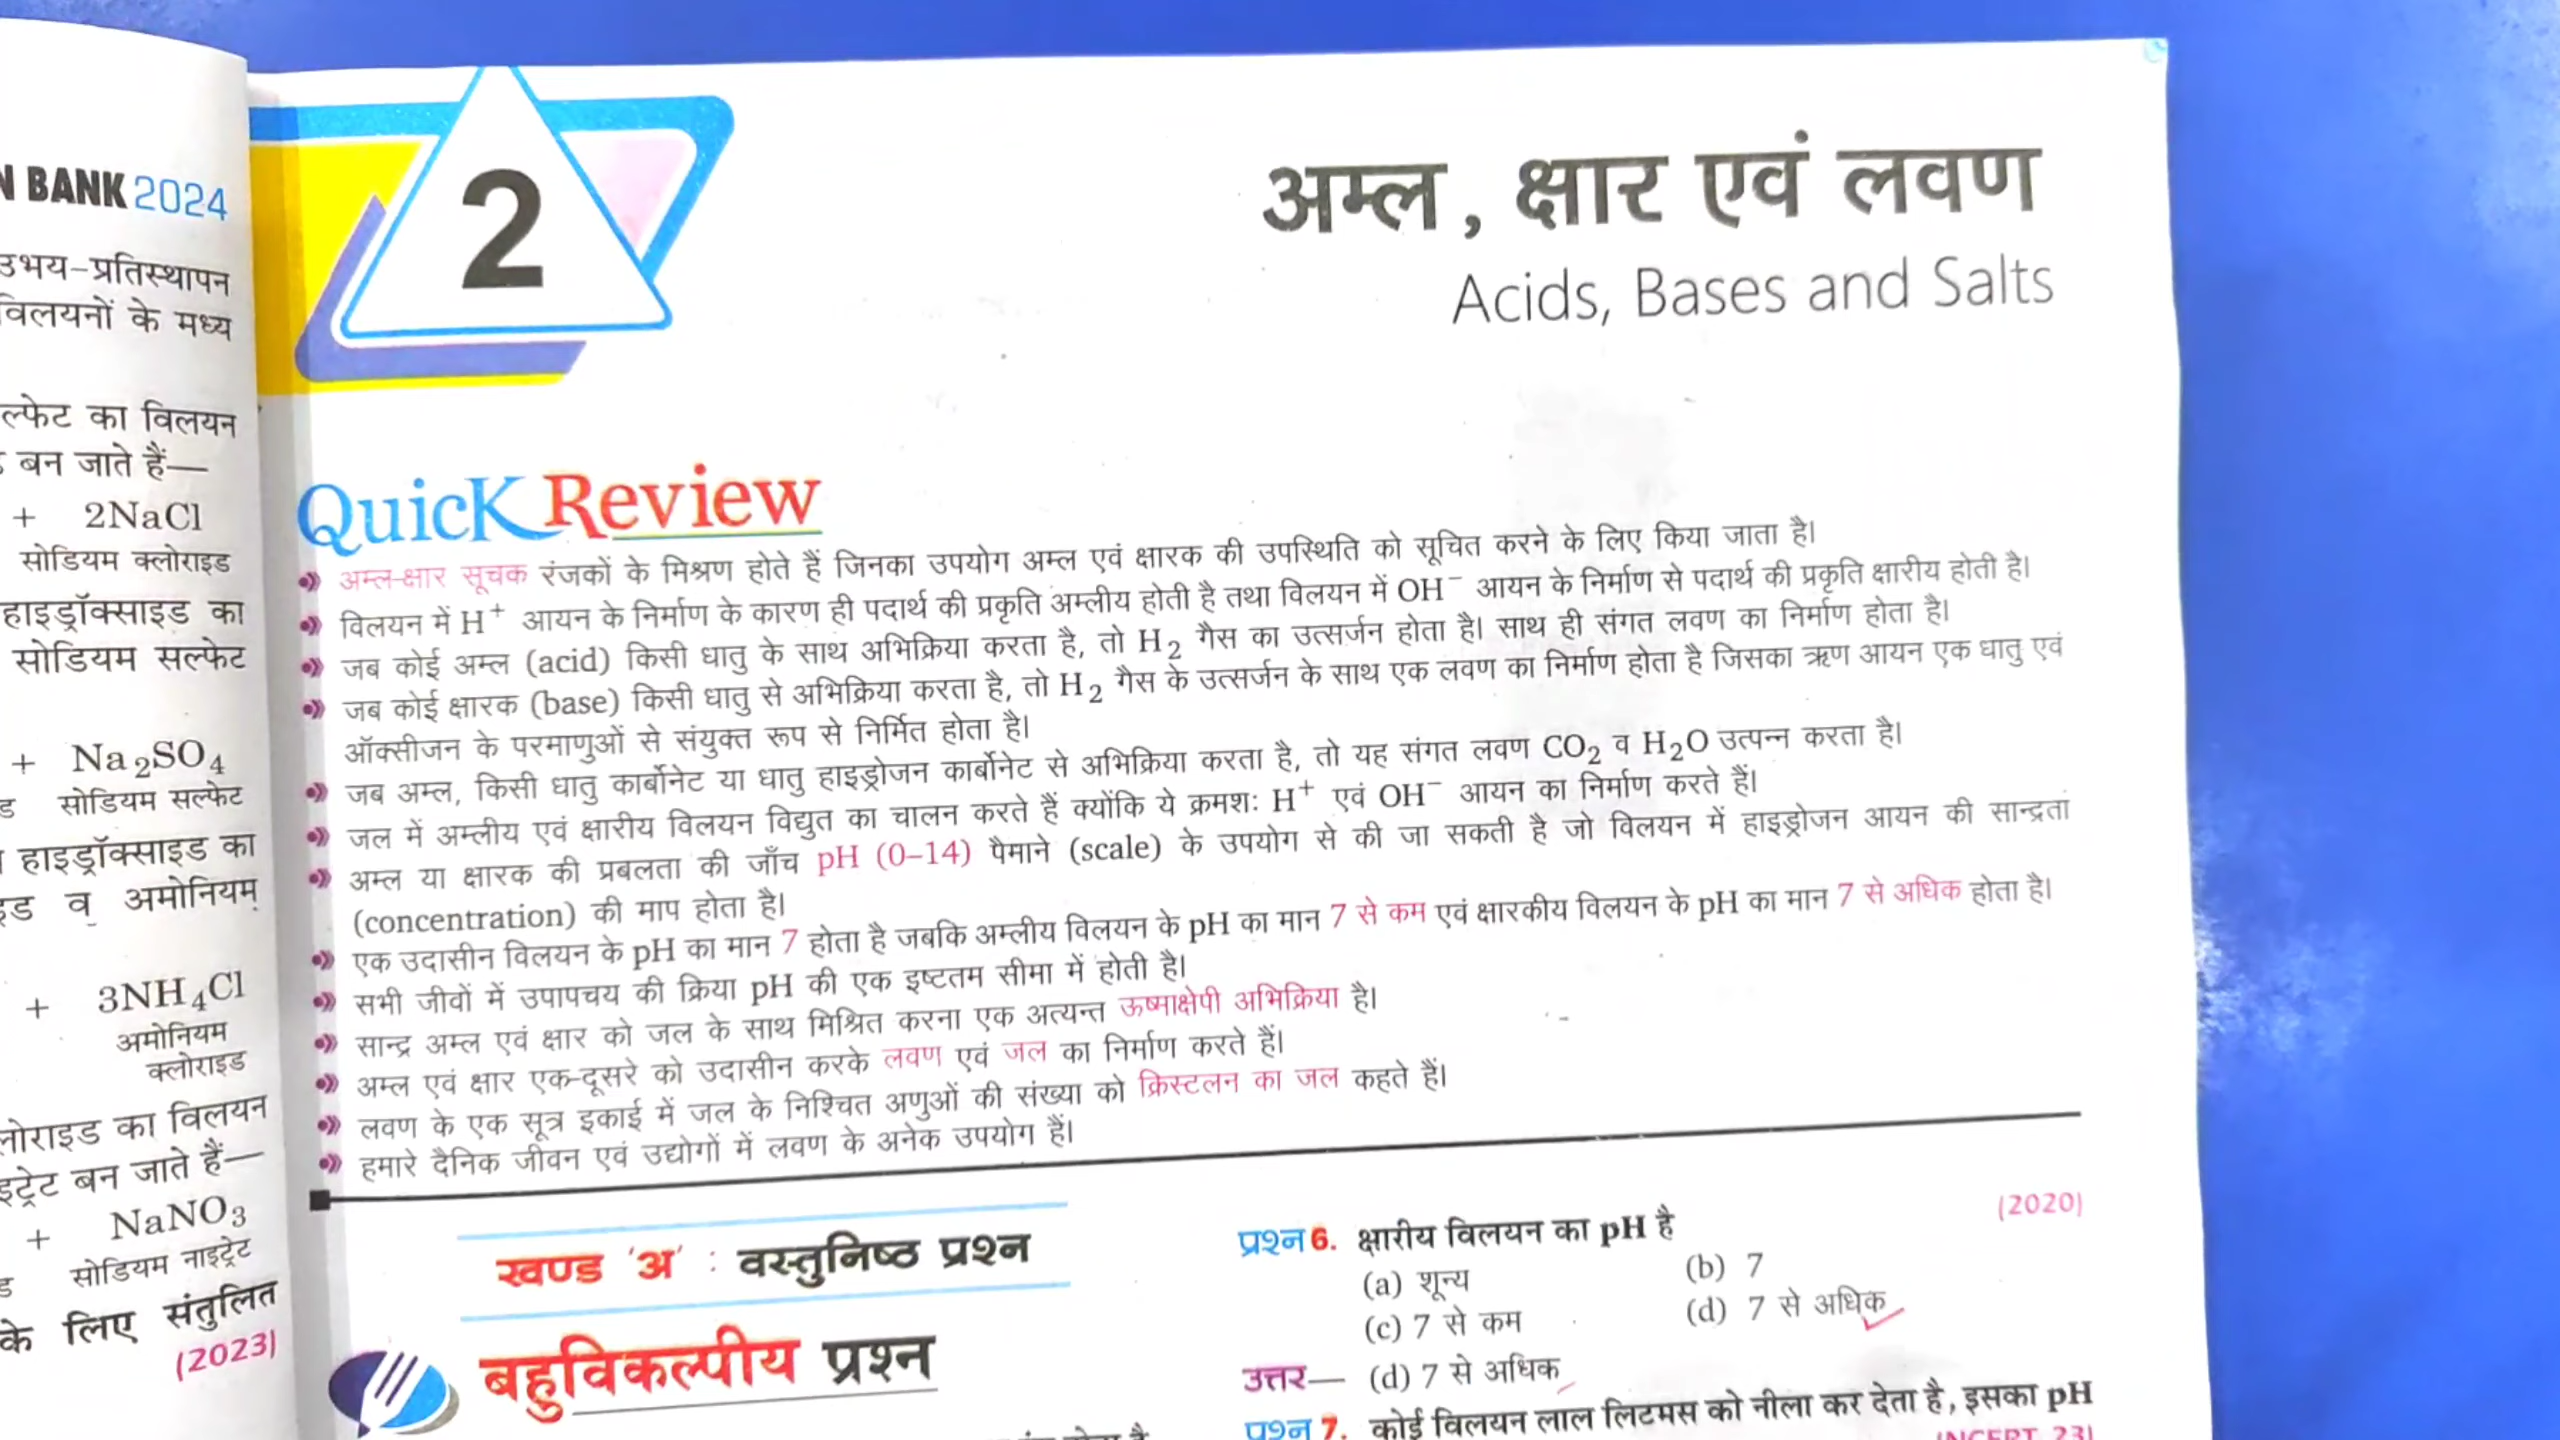 N BANK 2024
उभय-प्रतिस्थापन
विलयनों के मध्य
ल्फेट का विलयन
बन जाते हैं—
+ 2NaCl
सोडियम क्लोराइड
हाइड्रॉक्साइड का
सोडियम सल्फेट
+ Na₂SO₄
ड सोडियम सल्फेट
हाइड्रॉक्साइड का
इड व अमोनियम
+ 3NH₄Cl
अमोनियम
क्लोराइड
लोराइड का विलयन
इट्रेट बन जाते हैं—
+ NaNO₃
ड सोडियम नाइट्रेट
के लिए संतुलित
(2023)
2
अम्ल, क्षार एवं लवण
Acids, Bases and Salts
QuicK Review
अम्ल-क्षार सूचक रंजकों के मिश्रण होते हैं जिनका उपयोग अम्ल एवं क्षारक की उपस्थिति को सूचित करने के लिए किया जाता है।
विलयन में H⁺ आयन के निर्माण के कारण ही पदार्थ की प्रकृति अम्लीय होती है तथा विलयन में OH⁻ आयन के निर्माण से पदार्थ की प्रकृति क्षारीय होती है।
जब कोई अम्ल (acid) किसी धातु के साथ अभिक्रिया करता है, तो H₂ गैस का उत्सर्जन होता है। साथ ही संगत लवण का निर्माण होता है।
जब कोई क्षारक (base) किसी धातु से अभिक्रिया करता है, तो H₂ गैस के उत्सर्जन के साथ एक लवण का निर्माण होता है जिसका ऋण आयन एक धातु एवं
ऑक्सीजन के परमाणुओं से संयुक्त रूप से निर्मित होता है।
जब अम्ल, किसी धातु कार्बोनेट या धातु हाइड्रोजन कार्बोनेट से अभिक्रिया करता है, तो यह संगत लवण CO₂ व H₂O उत्पन्न करता है।
जल में अम्लीय एवं क्षारीय विलयन विद्युत का चालन करते हैं क्योंकि ये क्रमशः H⁺ एवं OH⁻ आयन का निर्माण करते हैं।
अम्ल या क्षारक की प्रबलता की जाँच pH (0–14) पैमाने (scale) के उपयोग से की जा सकती है जो विलयन में हाइड्रोजन आयन की सान्द्रता
(concentration) की माप होता है।
एक उदासीन विलयन के pH का मान 7 होता है जबकि अम्लीय विलयन के pH का मान 7 से कम एवं क्षारकीय विलयन के pH का मान 7 से अधिक होता है।
सभी जीवों में उपापचय की क्रिया pH की एक इष्टतम सीमा में होती है।
सान्द्र अम्ल एवं क्षार को जल के साथ मिश्रित करना एक अत्यन्त ऊष्माक्षेपी अभिक्रिया है।
अम्ल एवं क्षार एक-दूसरे को उदासीन करके लवण एवं जल का निर्माण करते हैं।
लवण के एक सूत्र इकाई में जल के निश्चित अणुओं की संख्या को क्रिस्टलन का जल कहते हैं।
हमारे दैनिक जीवन एवं उद्योगों में लवण के अनेक उपयोग हैं।
खण्ड 'अ' : वस्तुनिष्ठ प्रश्न
बहुविकल्पीय प्रश्न
प्रश्न 6. क्षारीय विलयन का pH है (2020)
(a) शून्य (b) 7
(c) 7 से कम (d) 7 से अधिक
उत्तर— (d) 7 से अधिक
प्रश्न 7. कोई विलयन लाल लिटमस को नीला कर देता है, इसका pH